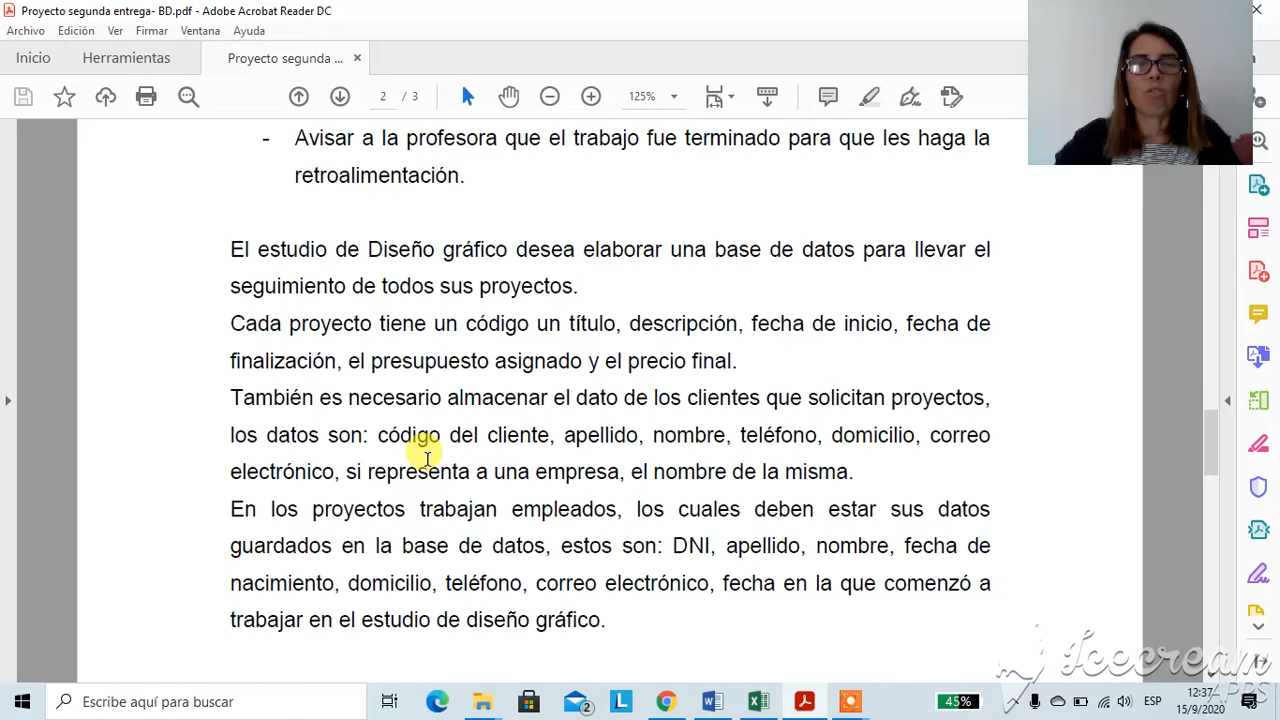 Proyecto segunda entrega- BD.pdf - Adobe Acrobat Reader DC
Archivo Edición Ver Firmar Ventana Ayuda
Inicio Herramientas Proyecto segunda ... ×
2 / 3 125%
- Avisar a la profesora que el trabajo fue terminado para que les haga la
retroalimentación.
El estudio de Diseño gráfico desea elaborar una base de datos para llevar el
seguimiento de todos sus proyectos.
Cada proyecto tiene un código un título, descripción, fecha de inicio, fecha de
finalización, el presupuesto asignado y el precio final.
También es necesario almacenar el dato de los clientes que solicitan proyectos,
los datos son: código del cliente, apellido, nombre, teléfono, domicilio, correo
electrónico, si representa a una empresa, el nombre de la misma.
En los proyectos trabajan empleados, los cuales deben estar sus datos
guardados en la base de datos, estos son: DNI, apellido, nombre, fecha de
nacimiento, domicilio, teléfono, correo electrónico, fecha en la que comenzó a
trabajar en el estudio de diseño gráfico.
Icecream
APPS
Escribe aquí para buscar
2
L
45%
ESP
12:37
15/9/2020